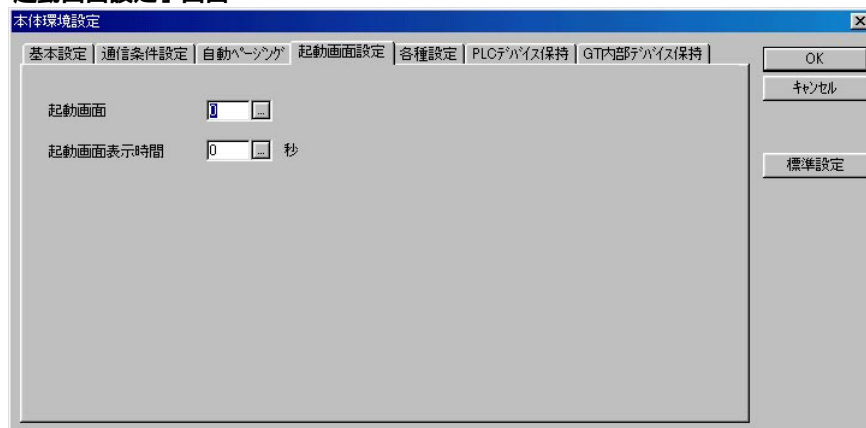 本体環境設定
基本設定 通信条件設定 自動ﾍﾟｰｼﾞﾝｸﾞ 起動画面設定 各種設定 PLCﾃﾞﾊﾞｲｽ保持 GT内部ﾃﾞﾊﾞｲｽ保持
OK
ｷｬﾝｾﾙ
起動画面 0 ...
起動画面表示時間 0 ... 秒
標準設定